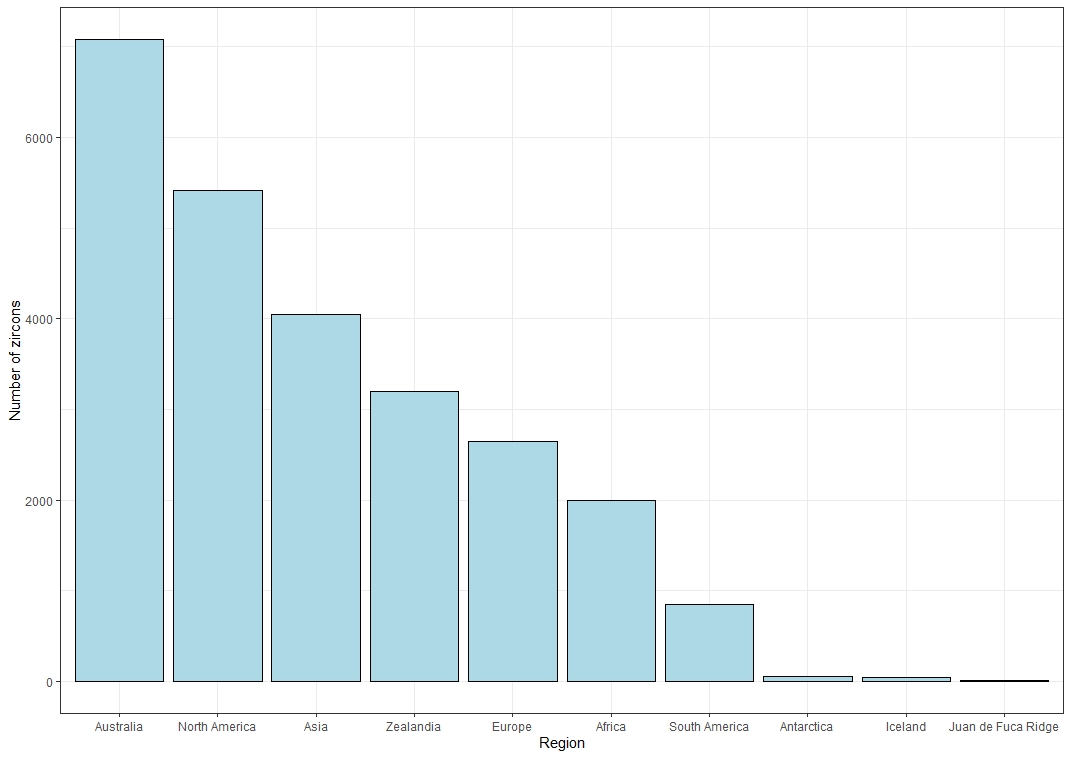 Number of zircons
6000
4000
2000
0
Australia North America Asia Zealandia Europe Africa South America Antarctica Iceland Juan de Fuca Ridge
Region